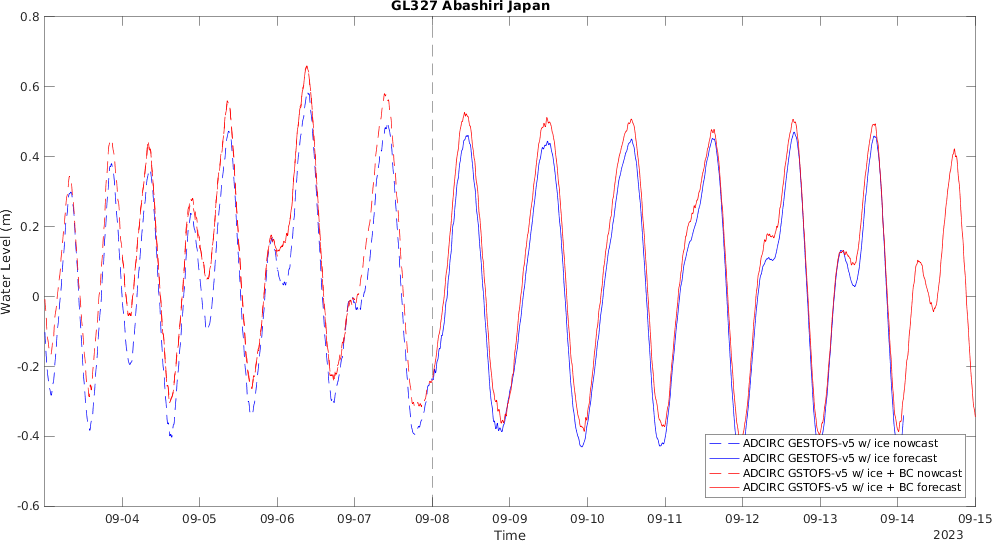 GL327 Abashiri Japan
0.8
0.6
0.4
0.2
0
-0.2
-0.4
-0.6
Water Level (m)
ADCIRC GESTOFS-v5 w/ ice nowcast
ADCIRC GESTOFS-v5 w/ ice forecast
ADCIRC GSTOFS-v5 w/ ice + BC nowcast
ADCIRC GSTOFS-v5 w/ ice + BC forecast
09-04 09-05 09-06 09-07 09-08 09-09 09-10 09-11 09-12 09-13 09-14 09-15
Time
2023